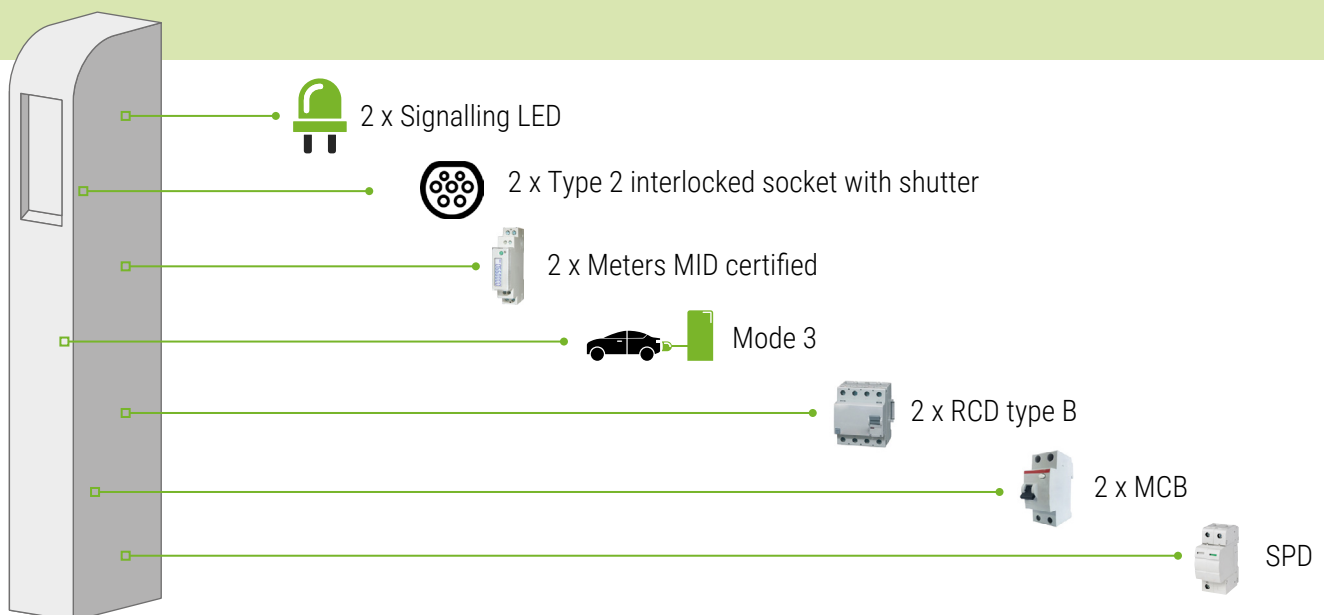 2 x Signalling LED
2 x Type 2 interlocked socket with shutter
2 x Meters MID certified
Mode 3
2 x RCD type B
2 x MCB
SPD